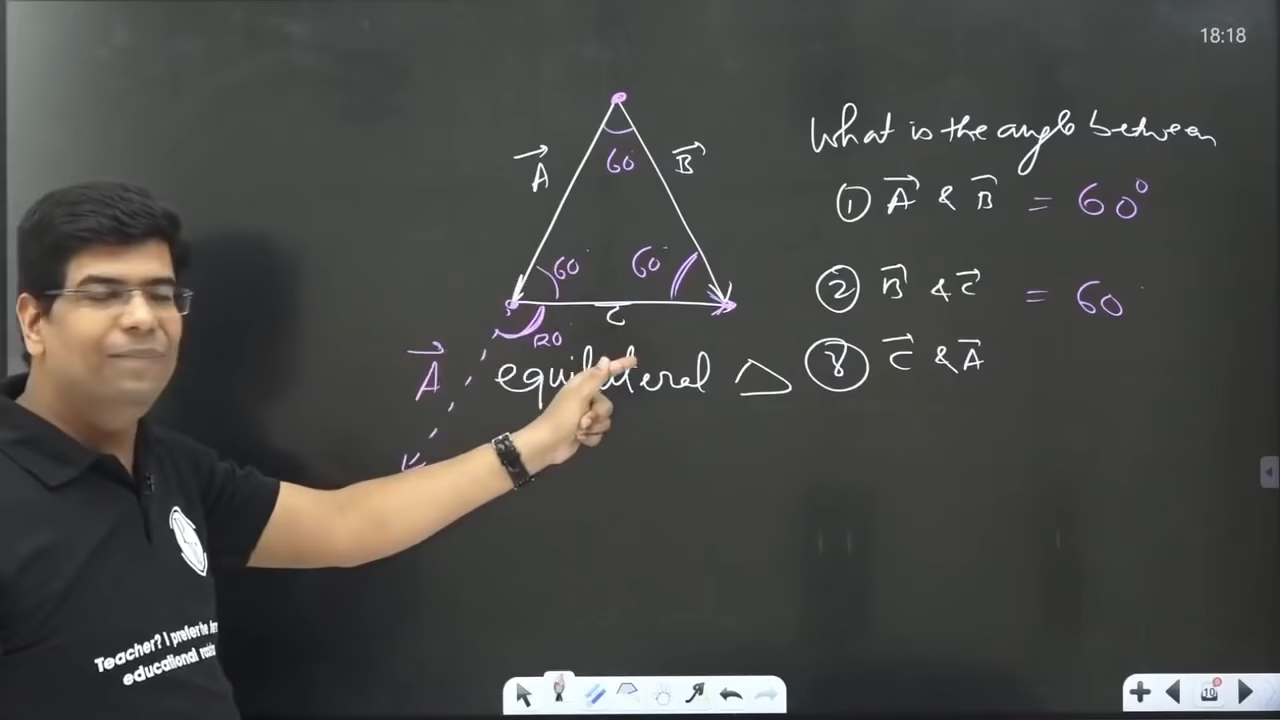 18:18
What is the angle between
① A & B = 60°
② B & C = 60
③ C & A
60
A
B
60
60
C
120
A
equilateral
Teacher? I prefer the
educational
19